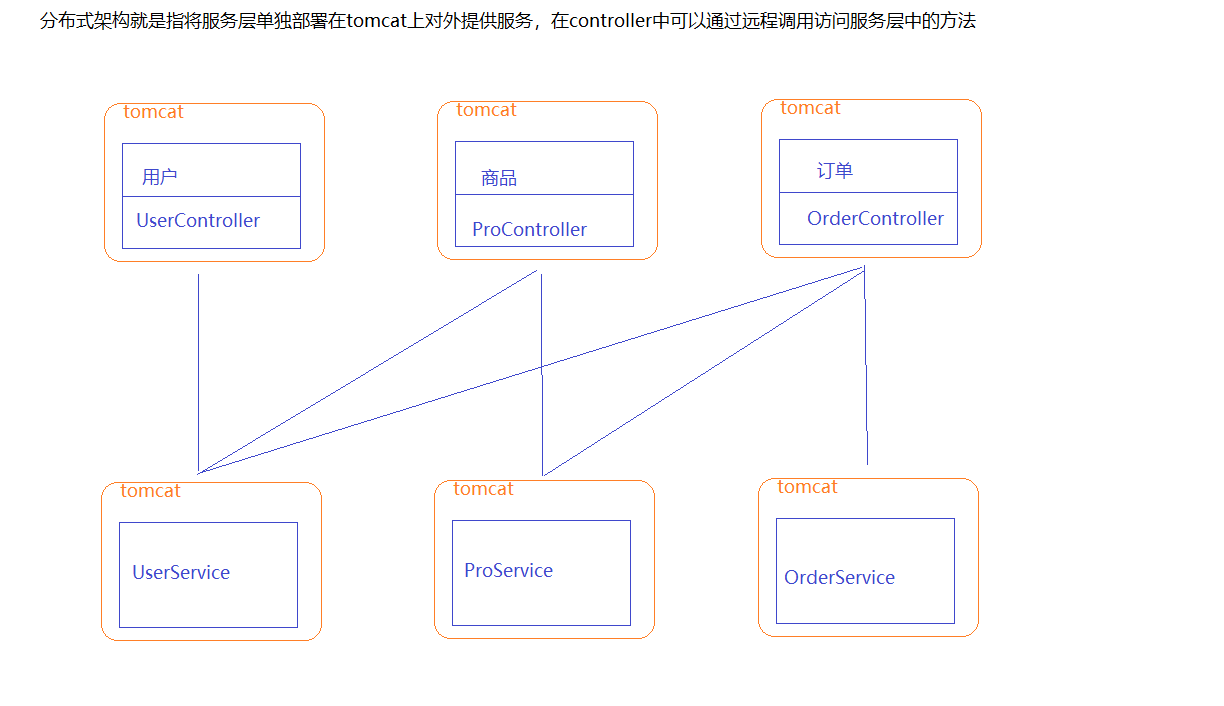 分布式架构就是指将服务层单独部署在tomcat上对外提供服务，在controller中可以通过远程调用访问服务层中的方法
tomcat
用户
UserController
tomcat
商品
ProController
tomcat
订单
OrderController
tomcat
UserService
tomcat
ProService
tomcat
OrderService